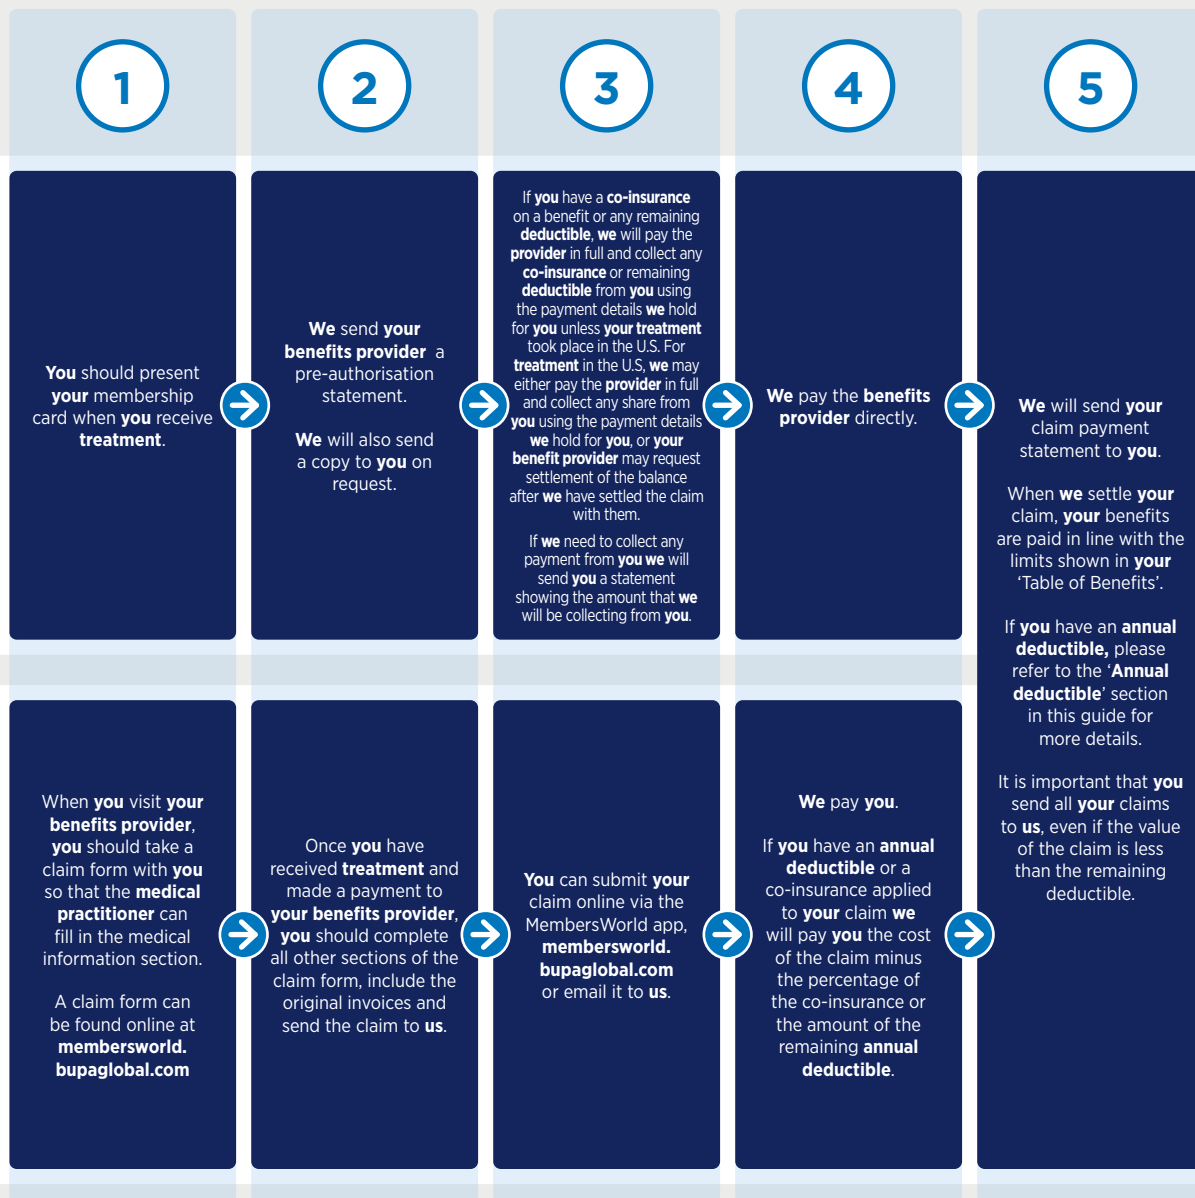 1
2
3
4
5
You should present
your membership
card when you receive
treatment.
We send your
benefits provider a
pre-authorisation
statement.
We will also send
a copy to you on
request.
If you have a co-insurance
on a benefit or any remaining
deductible, we will pay the
provider in full and collect any
co-insurance or remaining
deductible from you using
the payment details we hold
for you unless your treatment
took place in the U.S. For
treatment in the U.S, we may
either pay the provider in full
and collect any share from
you using the payment details
we hold for you, or your
benefit provider may request
settlement of the balance
after we have settled the claim
with them.
If we need to collect any
payment from you we will
send you a statement
showing the amount that we
will be collecting from you.
We pay the benefits
provider directly.
We will send your
claim payment
statement to you.
When we settle your
claim, your benefits
are paid in line with the
limits shown in your
‘Table of Benefits’.
If you have an annual
deductible, please
refer to the ‘Annual
deductible’ section
in this guide for
more details.
It is important that you
send all your claims
to us, even if the value
of the claim is less
than the remaining
deductible.
When you visit your
benefits provider,
you should take a
claim form with you
so that the medical
practitioner can
fill in the medical
information section.
A claim form can
be found online at
membersworld.
bupaglobal.com
Once you have
received treatment and
made a payment to
your benefits provider,
you should complete
all other sections of the
claim form, include the
original invoices and
send the claim to us.
You can submit your
claim online via the
MembersWorld app,
membersworld.
bupaglobal.com
or email it to us.
We pay you.
If you have an annual
deductible or a
co-insurance applied
to your claim we
will pay you the cost
of the claim minus
the percentage of
the co-insurance or
the amount of the
remaining annual
deductible.